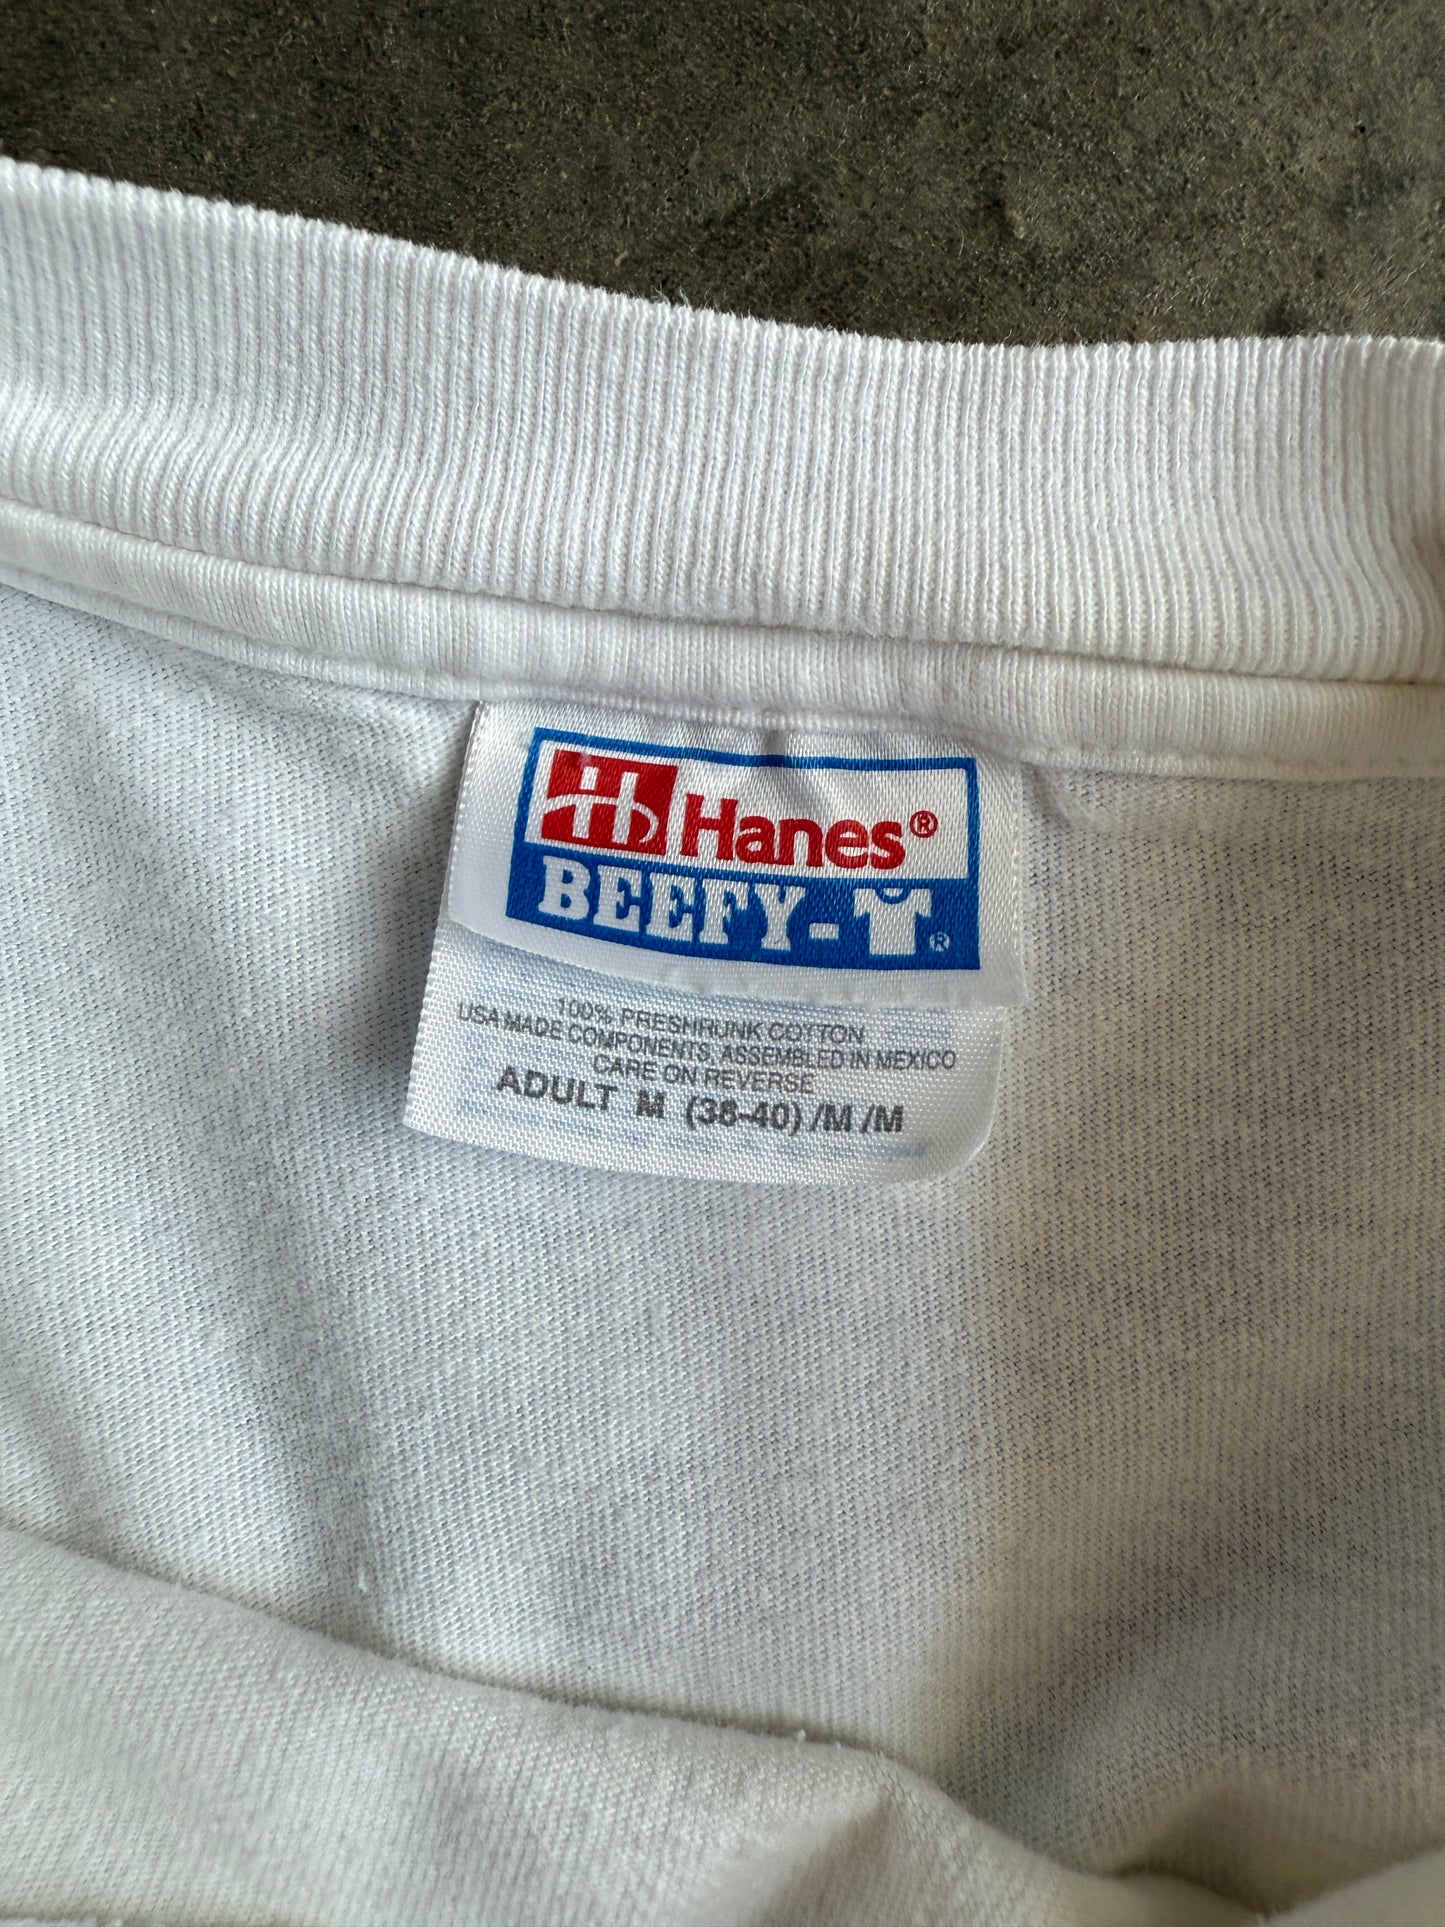 Hanes®
BEEFY-T®
100% PRESHRUNK COTTON
USA MADE COMPONENTS, ASSEMBLED IN MEXICO
CARE ON REVERSE
ADULT M (38-40) /M /M